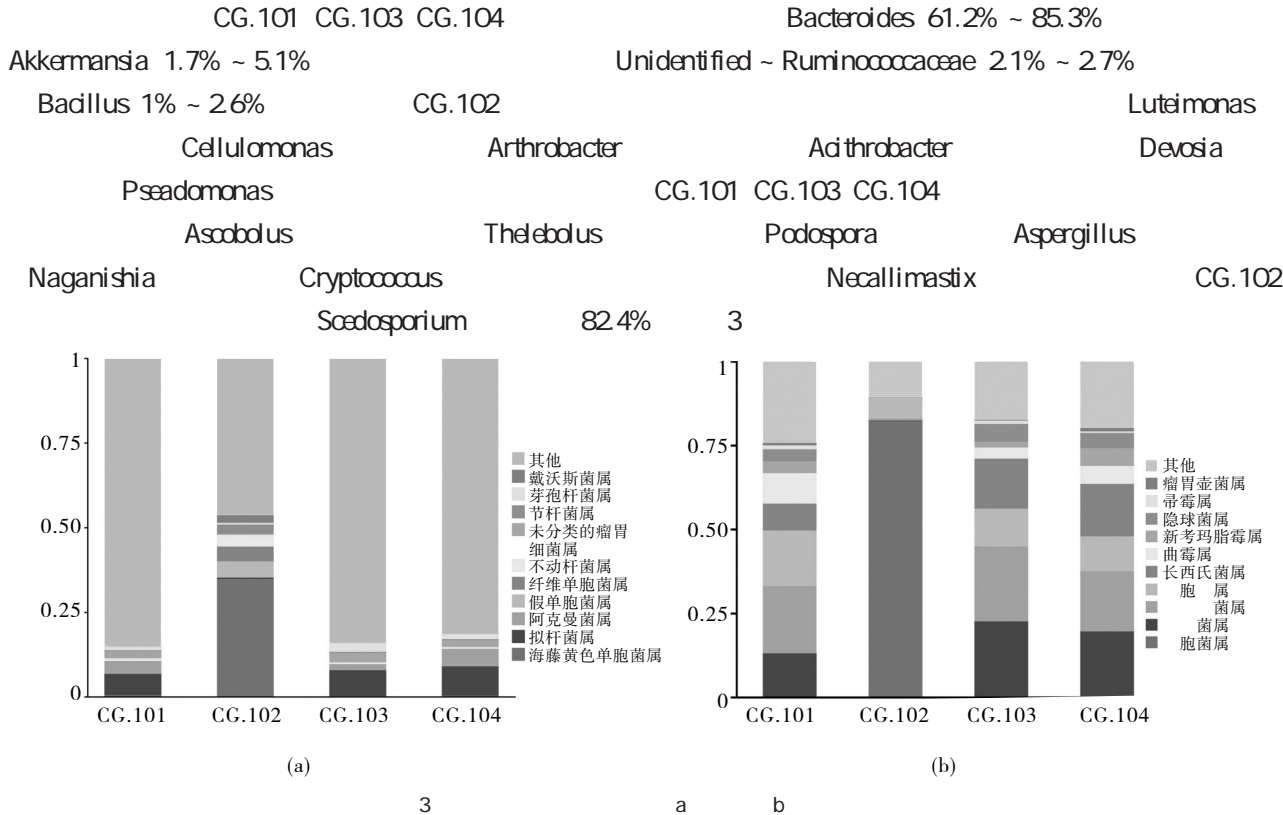 CG.101 CG.103 CG.104 Bacteroides 61.2% ~ 85.3%
Akkermansia 1.7% ~ 5.1% Unidentified ~ Ruminococcaceae 2.1% ~ 2.7%
Bacillus 1% ~ 2.6% CG.102 Luteimonas
Cellulomonas Arthrobacter Acithrobacter Devosia
Pseadomonas CG.101 CG.103 CG.104
Ascobolus Thelebolus Podospora Aspergillus
Naganishia Cryptococcus Necallimastix CG.102
Scedosporium 82.4% 3
1
0.75
0.50
0.25
0
CG.101 CG.102 CG.103 CG.104
其他
戴沃斯菌属
芽孢杆菌属
节杆菌属
未分类的瘤胃
细菌属
不动杆菌属
纤维单胞菌属
假单胞菌属
阿克曼菌属
拟杆菌属
海藤黄色单胞菌属
(a)
1
0.75
0.50
0.25
0
CG.101 CG.102 CG.103 CG.104
其他
瘤胃壶菌属
帚霉属
隐球菌属
新考玛脂霉属
曲霉属
长西氏菌属
胞 属
菌属
菌属
胞菌属
(b)
3 a b